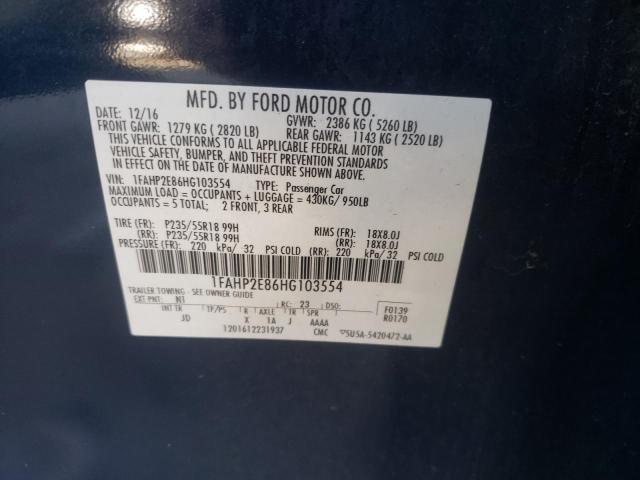 MFD. BY FORD MOTOR CO.
DATE: 12/16 GVWR: 2386 KG ( 5260 LB)
FRONT GAWR: 1279 KG ( 2820 LB) REAR GAWR: 1143 KG ( 2520 LB)
THIS VEHICLE CONFORMS TO ALL APPLICABLE FEDERAL MOTOR
VEHICLE SAFETY, BUMPER, AND THEFT PREVENTION STANDARDS
IN EFFECT ON THE DATE OF MANUFACTURE SHOWN ABOVE.
VIN: 1FAHP2E86HG103554 TYPE: Passenger Car
MAXIMUM LOAD = OCCUPANTS + LUGGAGE = 430KG/ 950LB
OCCUPANTS = 5 TOTAL; 2 FRONT, 3 REAR
TIRE (FR): P235/55R18 99H RIMS (FR): 18X8.0J
(RR): P235/55R18 99H (RR): 18X8.0J
PRESSURE (FR): 220 kPa/ 32 PSI COLD (RR): 220 kPa/ 32 PSI COLD
1FAHP2E86HG103554
TRAILER TOWING - SEE OWNER GUIDE
EXT PNT: N1 RC: 23 DSO: F0139
INT TR TP/PS R AXLE TR SPR R0170
JD X 1A J AAAA
1201612231937 CMC 5U5A-5420472-AA